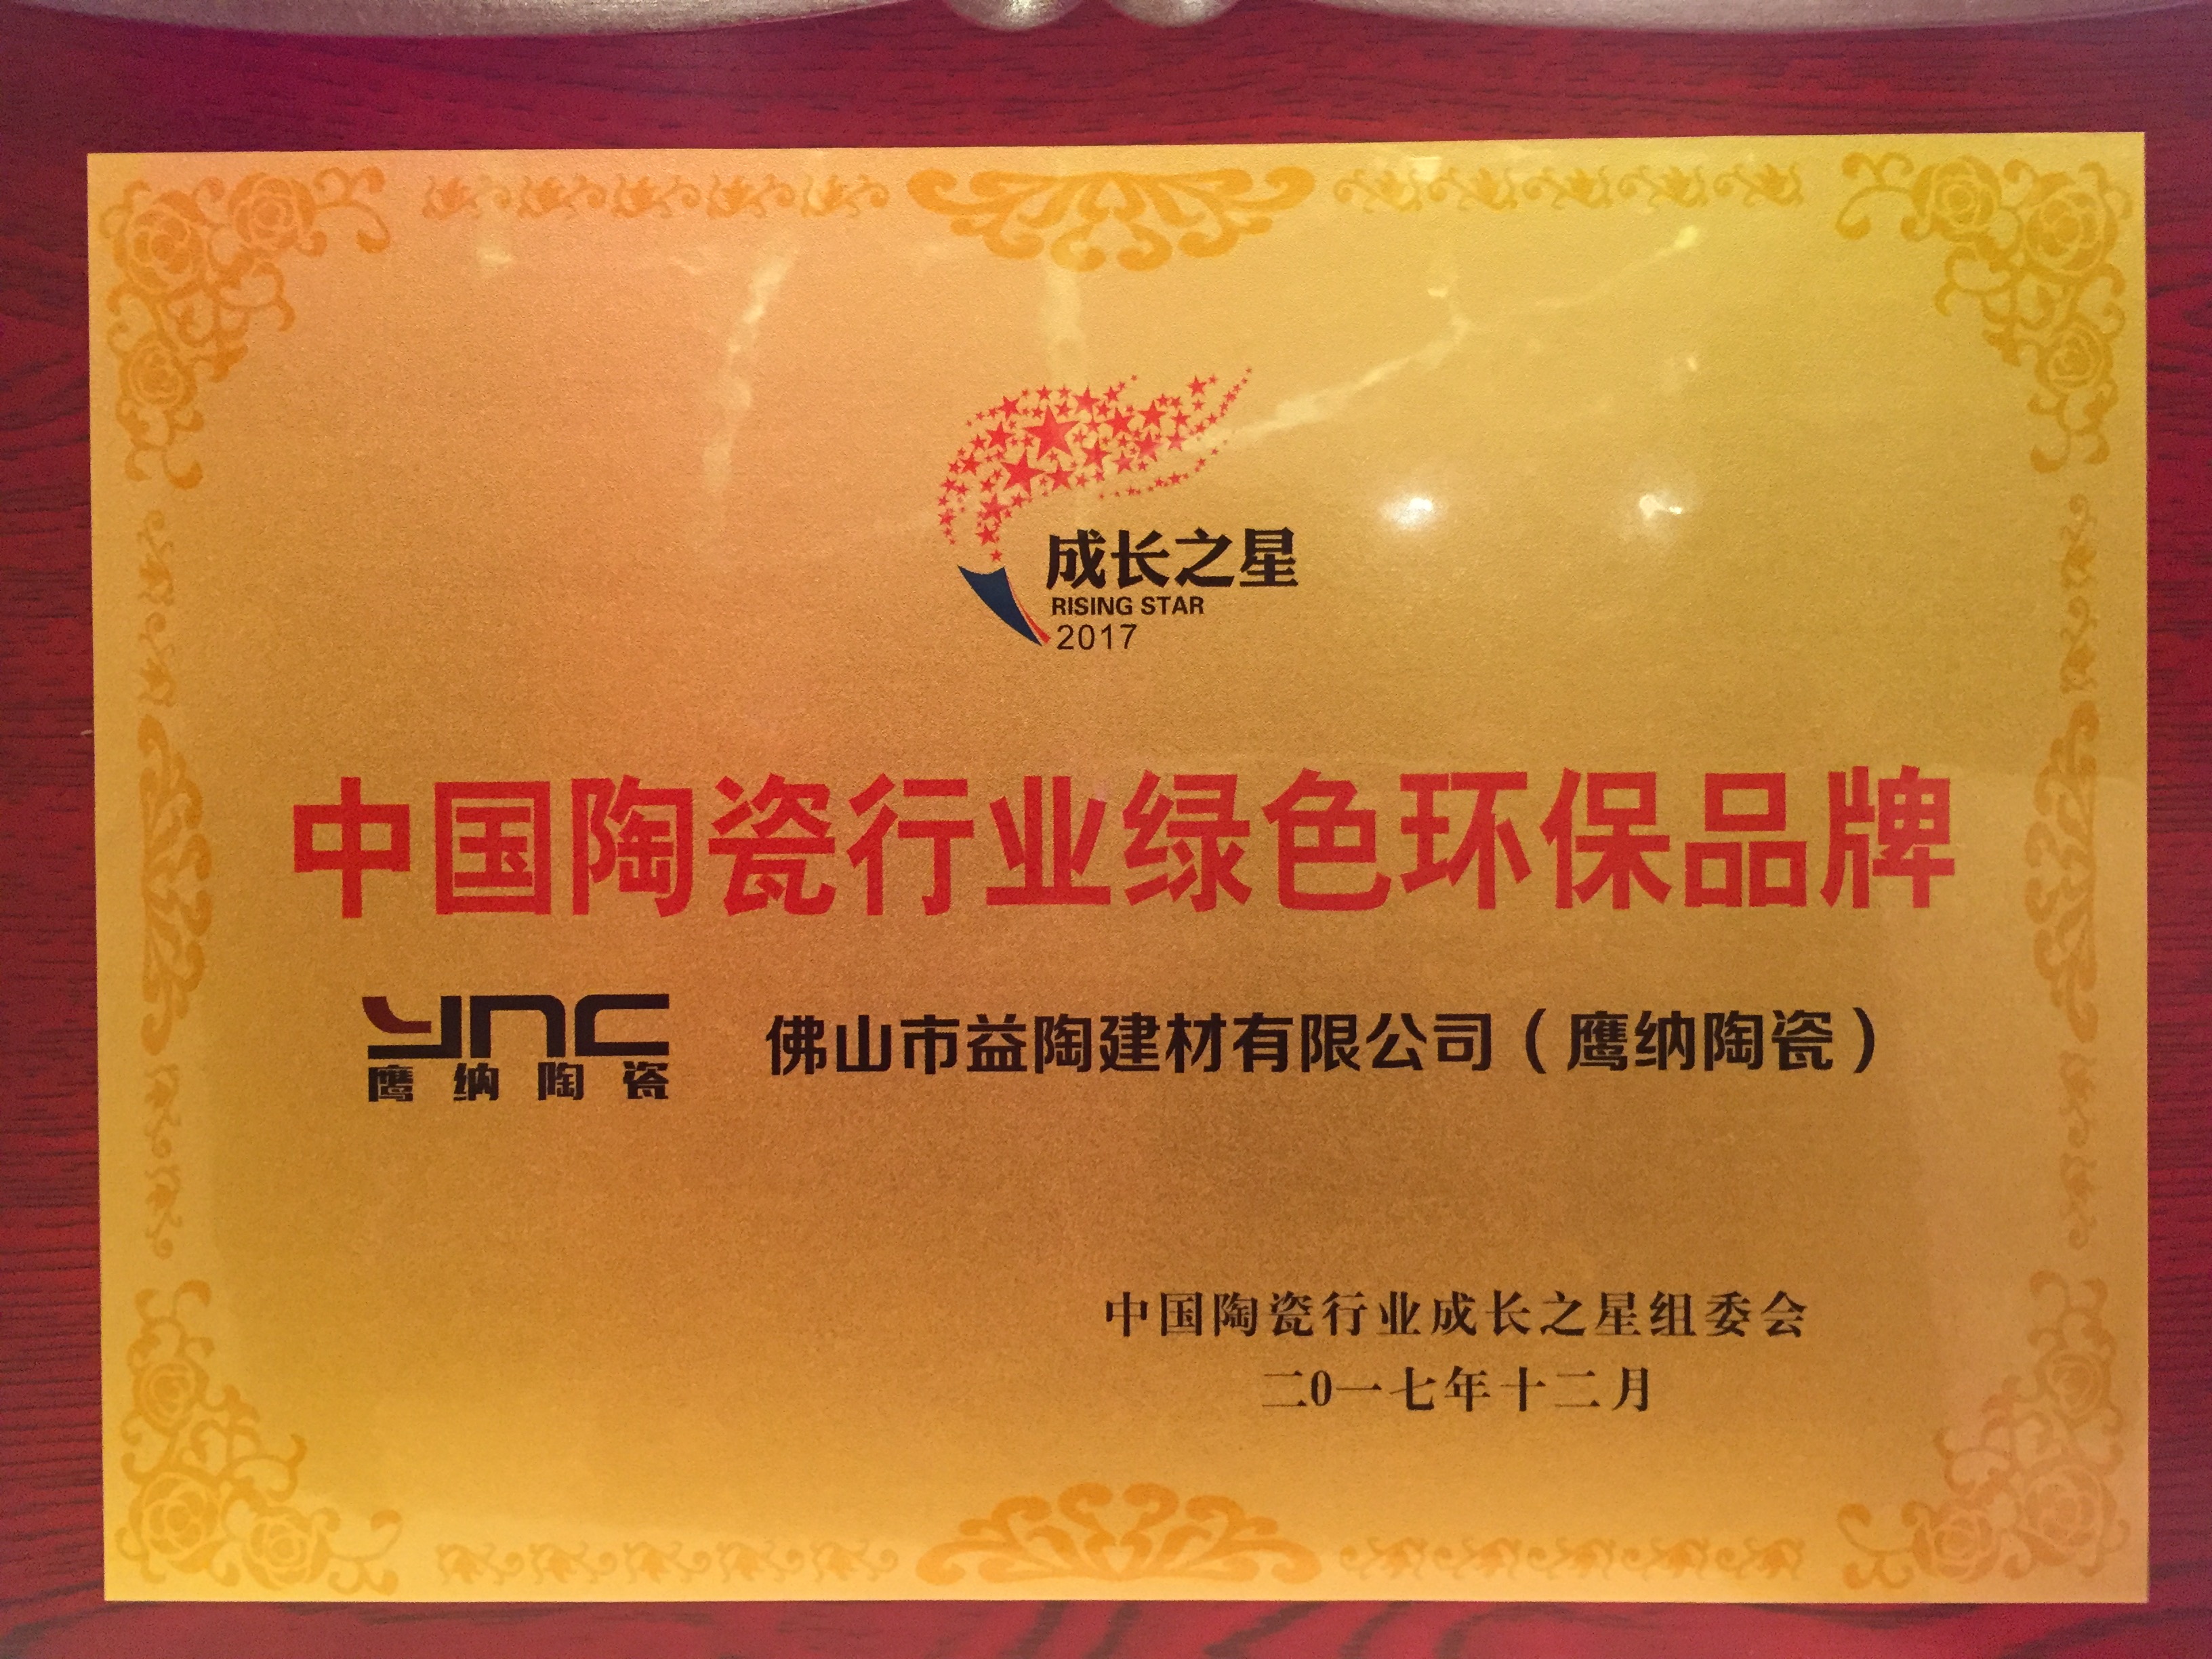 成长之星
RISING STAR
2017
中国陶瓷行业绿色环保品牌
ync
鹰纳陶瓷
佛山市益陶建材有限公司（鹰纳陶瓷）
中国陶瓷行业成长之星组委会
二0一七年十二月